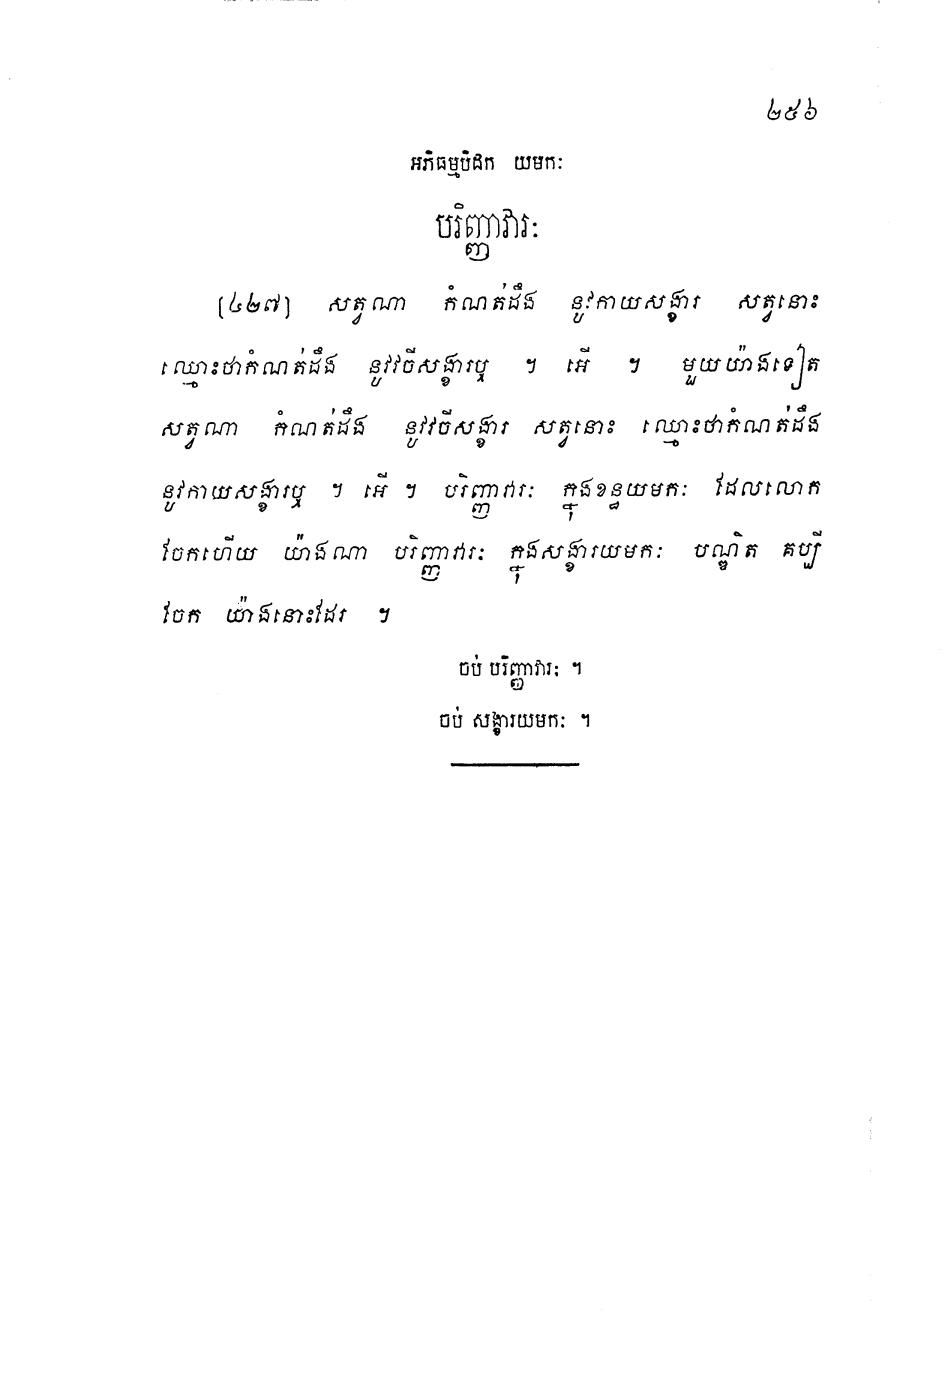 ២៥៦
អភិធម្មបិដក យមកៈ
បរិញ្ញាវារៈ
[៤២៧] សត្វណា កំណត់ដឹង នូវកាយសង្ខារ សត្វនោះ
ឈ្មោះថាកំណត់ដឹង នូវវចីសង្ខារឬ ។ អើ ។ មួយយ៉ាងទៀត
សត្វណា កំណត់ដឹង នូវវចីសង្ខារ សត្វនោះ ឈ្មោះថាកំណត់ដឹង
នូវកាយសង្ខារឬ ។ អើ ។ បរិញ្ញាវារៈ ក្នុងខន្ធយមកៈ ដែលលោក
ចែកហើយ យ៉ាងណា បរិញ្ញាវារៈ ក្នុងសង្ខារយមកៈ បណ្ឌិត គប្បី
ចែក យ៉ាងនោះដែរ ។
ចប់ បរិញ្ញាវារៈ ។
ចប់ សង្ខារយមកៈ ។